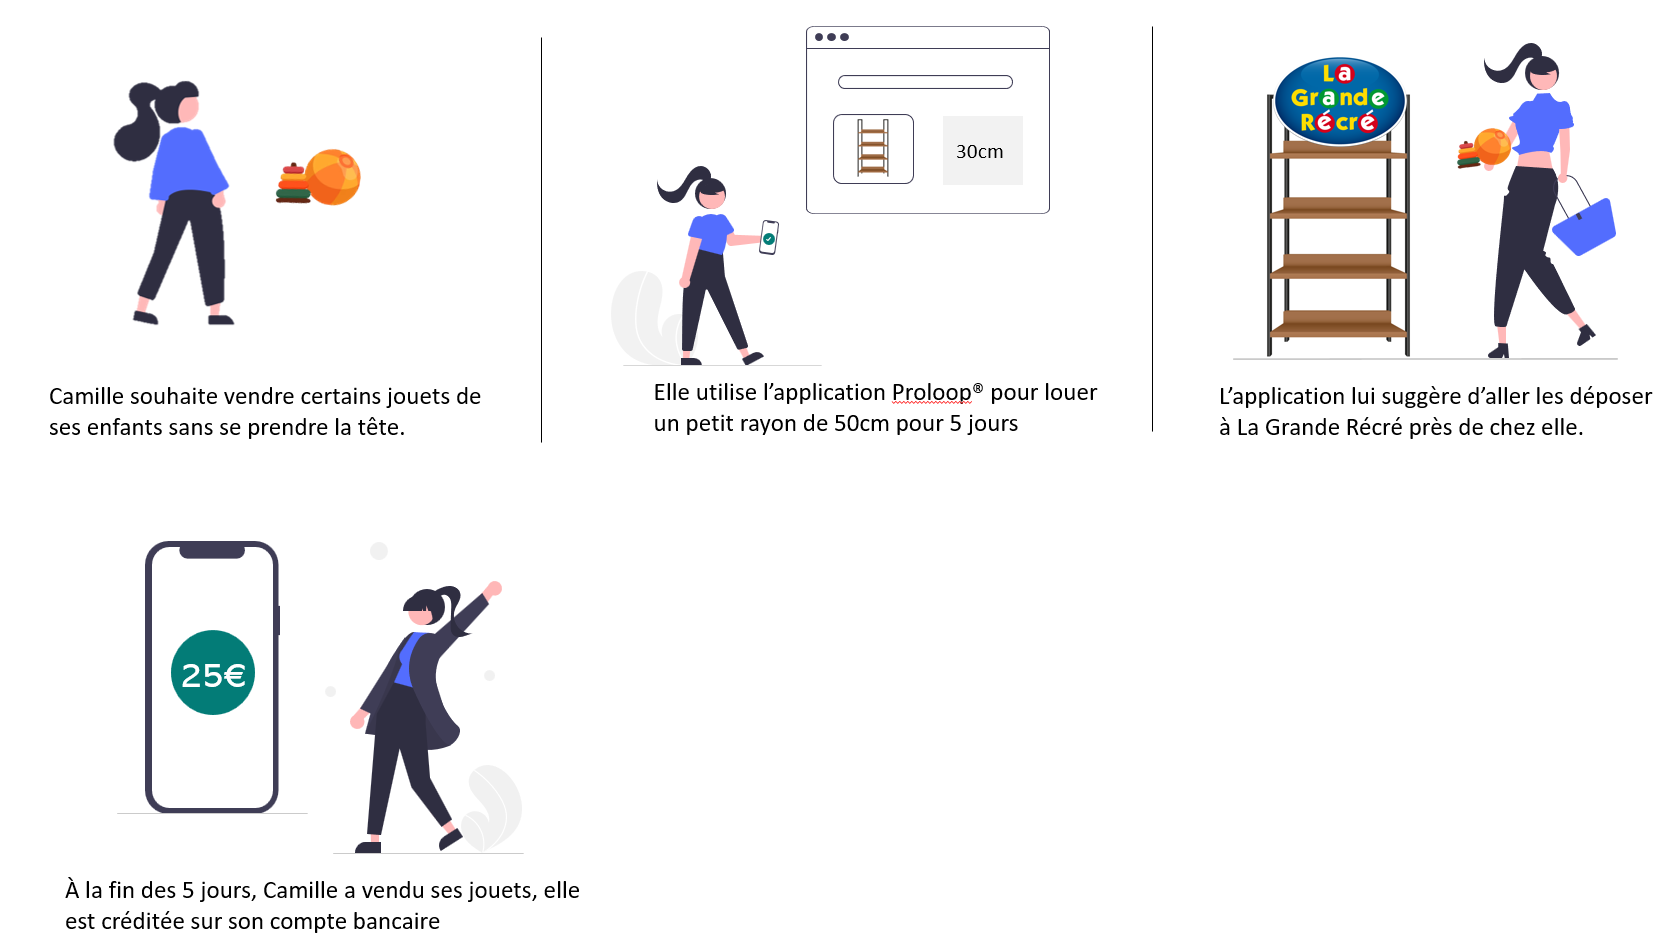 30cm
La
Grande
Récré
Camille souhaite vendre certains jouets de
ses enfants sans se prendre la tête.
Elle utilise l’application Proloop® pour louer
un petit rayon de 50cm pour 5 jours
L’application lui suggère d’aller les déposer
à La Grande Récré près de chez elle.
25€
À la fin des 5 jours, Camille a vendu ses jouets, elle
est créditée sur son compte bancaire